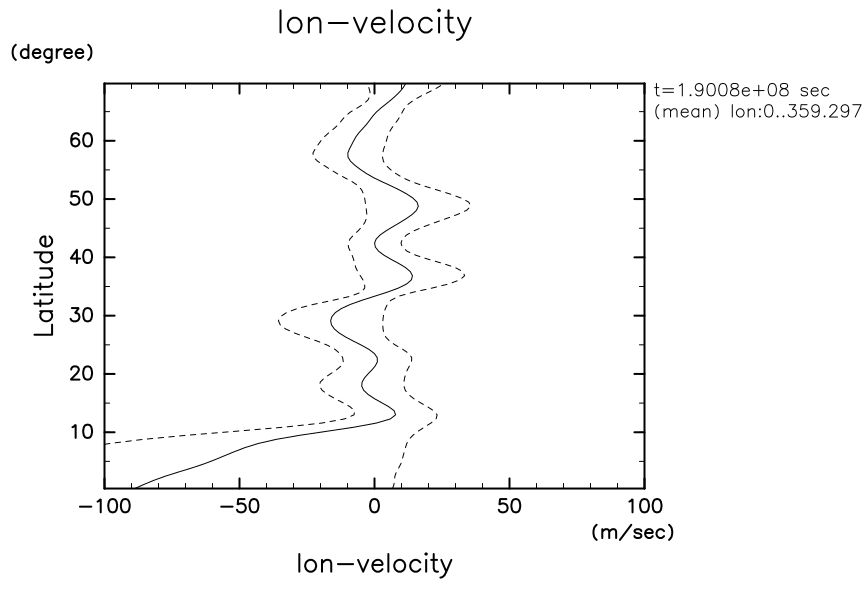 lon−velocity
(degree)
t=1.9008e+08 sec
(mean) lon:0..359.297
60
50
40
30
20
10
Latitude
−100
−50
0
50
100
(m/sec)
lon−velocity